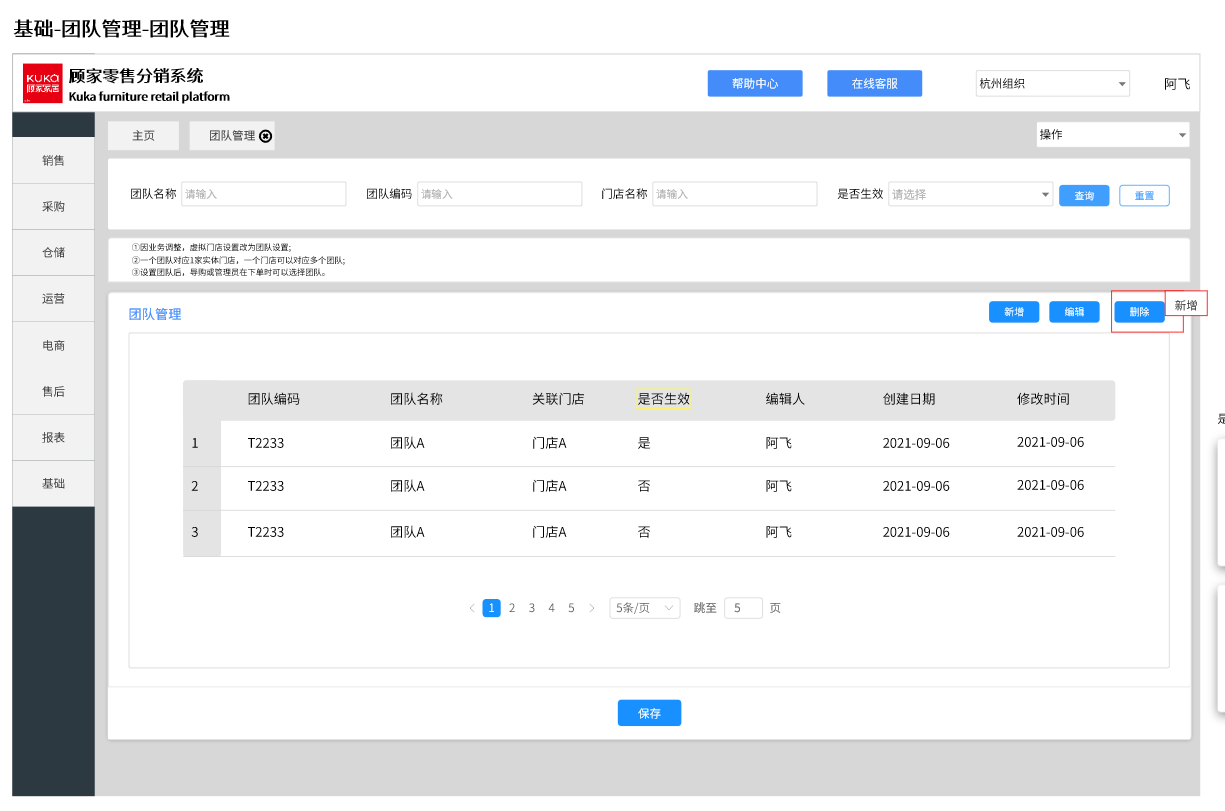 基础-团队管理-团队管理
KUKa
顾家家居
顾家零售分销系统
Kuka furniture retail platform
帮助中心
在线客服
杭州组织
阿飞
主页
团队管理
操作
销售
采购
仓储
运营
电商
售后
报表
基础
团队名称 请输入 团队编码 请输入 门店名称 请输入 是否生效 请选择 查询 重置
①因业务调整，虚拟门店设置改为团队设置;
②一个团队对应1家实体门店，一个门店可以对应多个团队;
③设置团队后，导购或管理员在下单时可以选择团队。
团队管理 新增 编辑 删除 新增
团队编码 团队名称 关联门店 是否生效 编辑人 创建日期 修改时间
1 T2233 团队A 门店A 是 阿飞 2021-09-06 2021-09-06
2 T2233 团队A 门店A 否 阿飞 2021-09-06 2021-09-06
3 T2233 团队A 门店A 否 阿飞 2021-09-06 2021-09-06
1 2 3 4 5 5条/页 跳至 5 页
保存